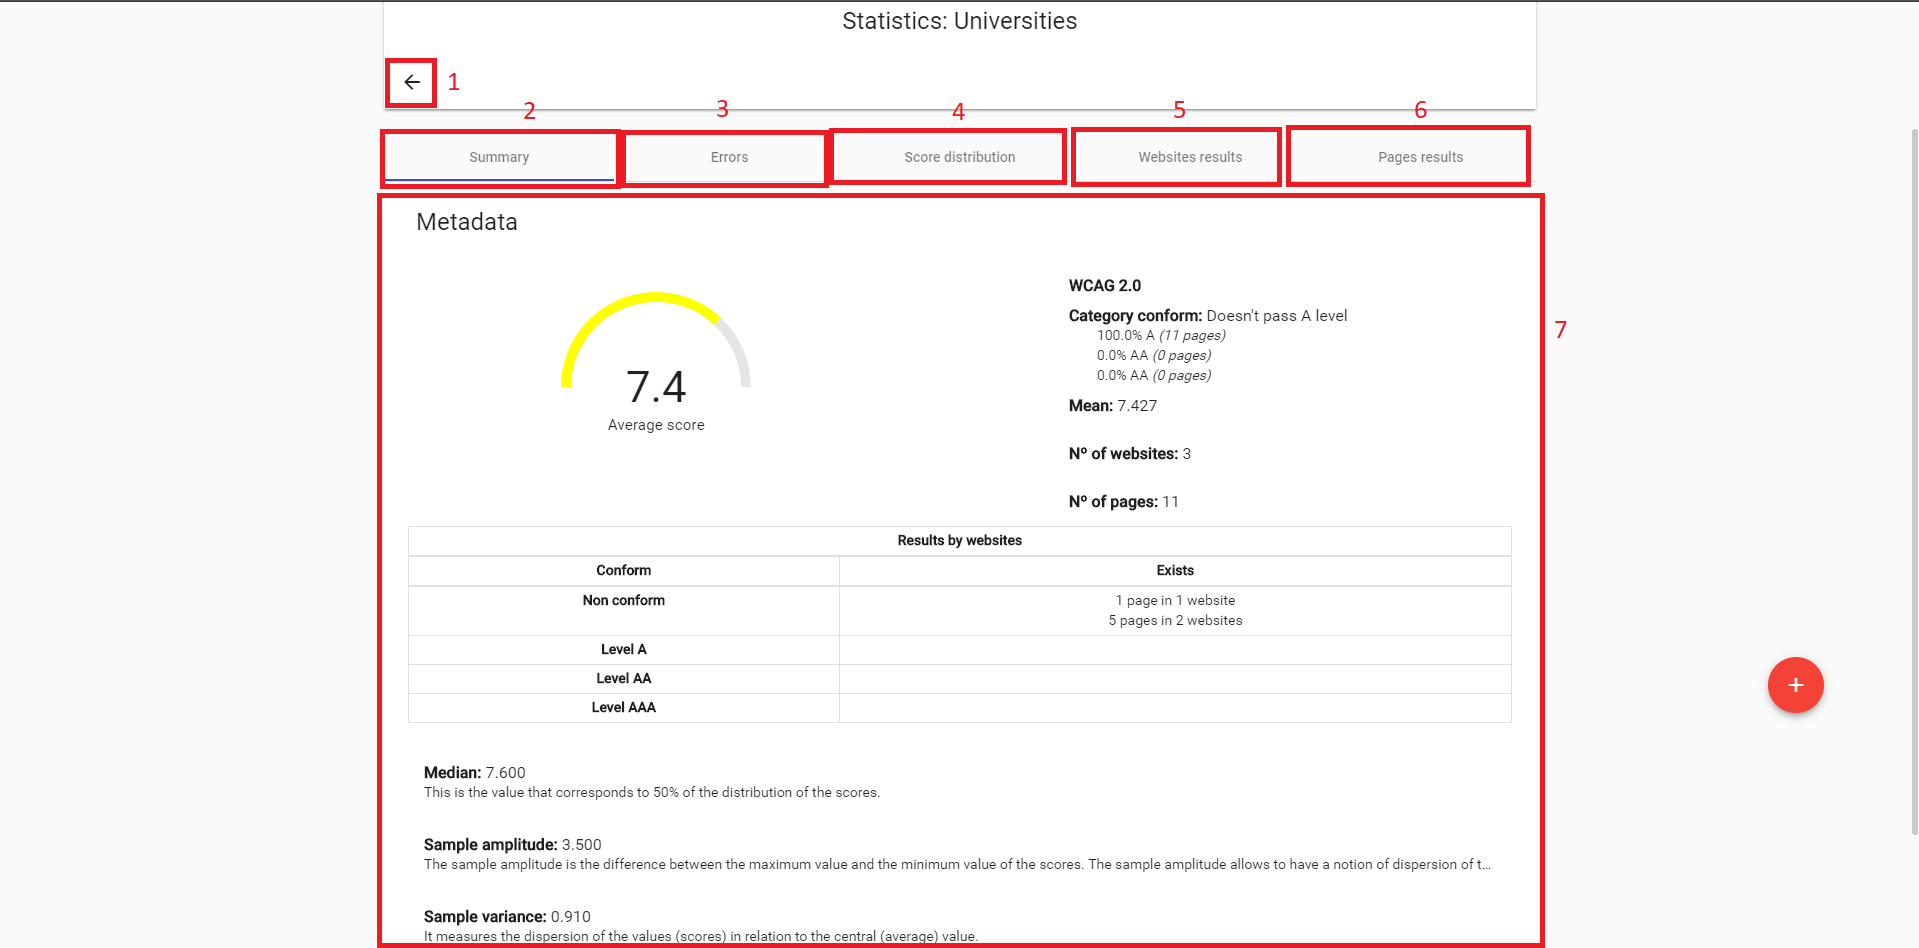 Statistics: Universities
1
2
3
4
5
6
Summary
Errors
Score distribution
Websites results
Pages results
Metadata
7.4
Average score
WCAG 2.0
Category conform: Doesn't pass A level
100.0% A (11 pages)
0.0% AA (0 pages)
0.0% AA (0 pages)
Mean: 7.427
Nº of websites: 3
Nº of pages: 11
7
Results by websites
Conform
Exists
Non conform
1 page in 1 website
5 pages in 2 websites
Level A
Level AA
Level AAA
+
Median: 7.600
This is the value that corresponds to 50% of the distribution of the scores.
Sample amplitude: 3.500
The sample amplitude is the difference between the maximum value and the minimum value of the scores. The sample amplitude allows to have a notion of dispersion of t...
Sample variance: 0.910
It measures the dispersion of the values (scores) in relation to the central (average) value.